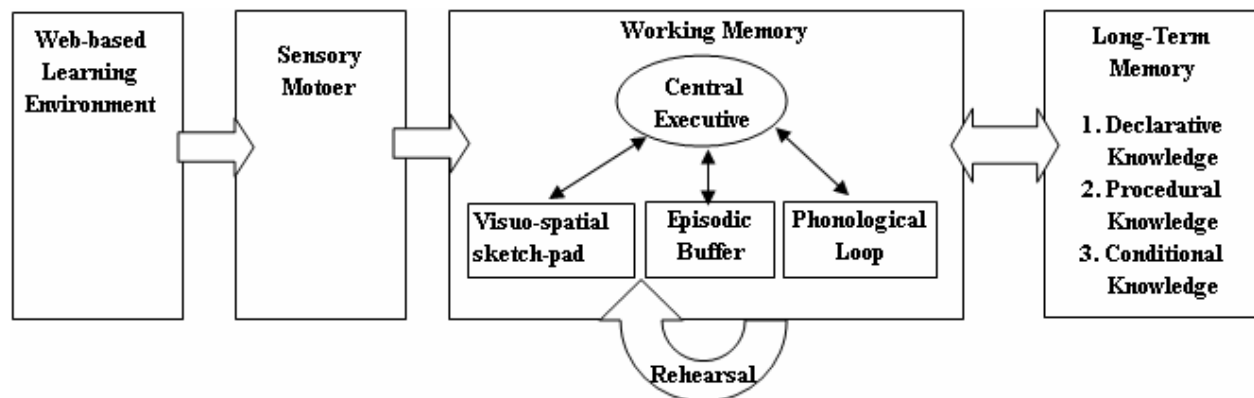 Web-based
Learning
Environment
Sensory
Motoer
Working Memory
Central
Executive
Visuo-spatial
sketch-pad
Episodic
Buffer
Phonological
Loop
Rehearsal
Long-Term
Memory
1. Declarative
Knowledge
2. Procedural
Knowledge
3. Conditional
Knowledge